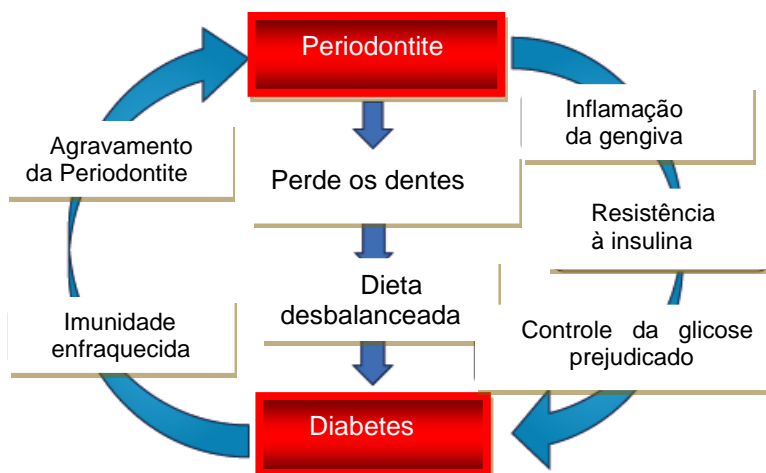 Periodontite
Inflamação
da gengiva
Agravamento
da Periodontite
Perde os dentes
Resistência
à insulina
Dieta
desbalanceada
Imunidade
enfraquecida
Controle da glicose
prejudicado
Diabetes